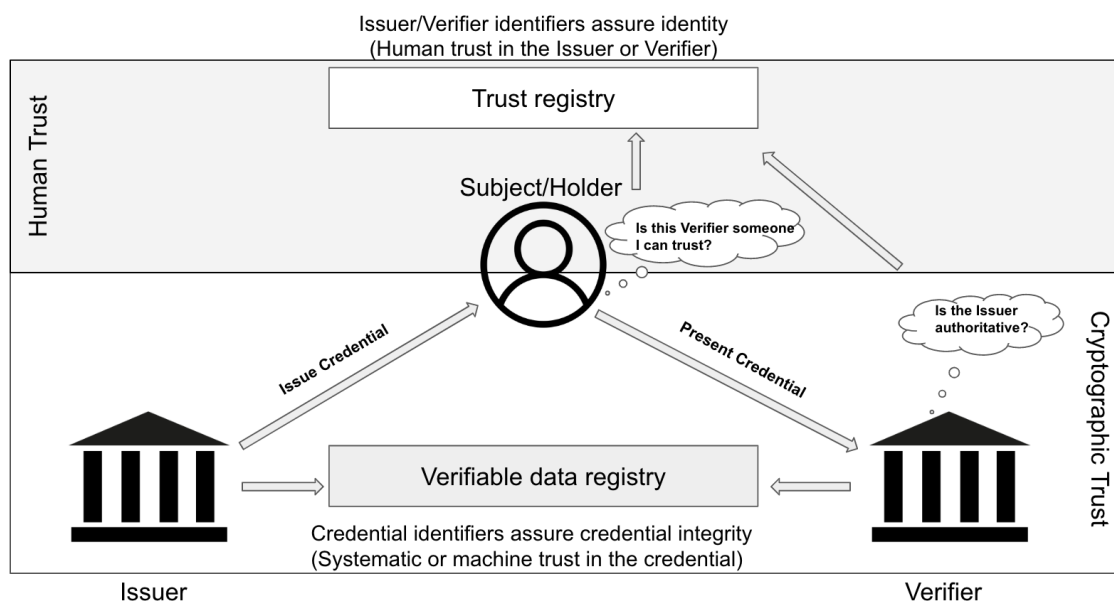 Issuer/Verifier identifiers assure identity
(Human trust in the Issuer or Verifier)
Trust registry
Human Trust
Subject/Holder
Is this Verifier someone
I can trust?
Is the Issuer
authoritative?
Cryptographic Trust
Issue Credential
Present Credential
Verifiable data registry
Credential identifiers assure credential integrity
(Systematic or machine trust in the credential)
Issuer
Verifier